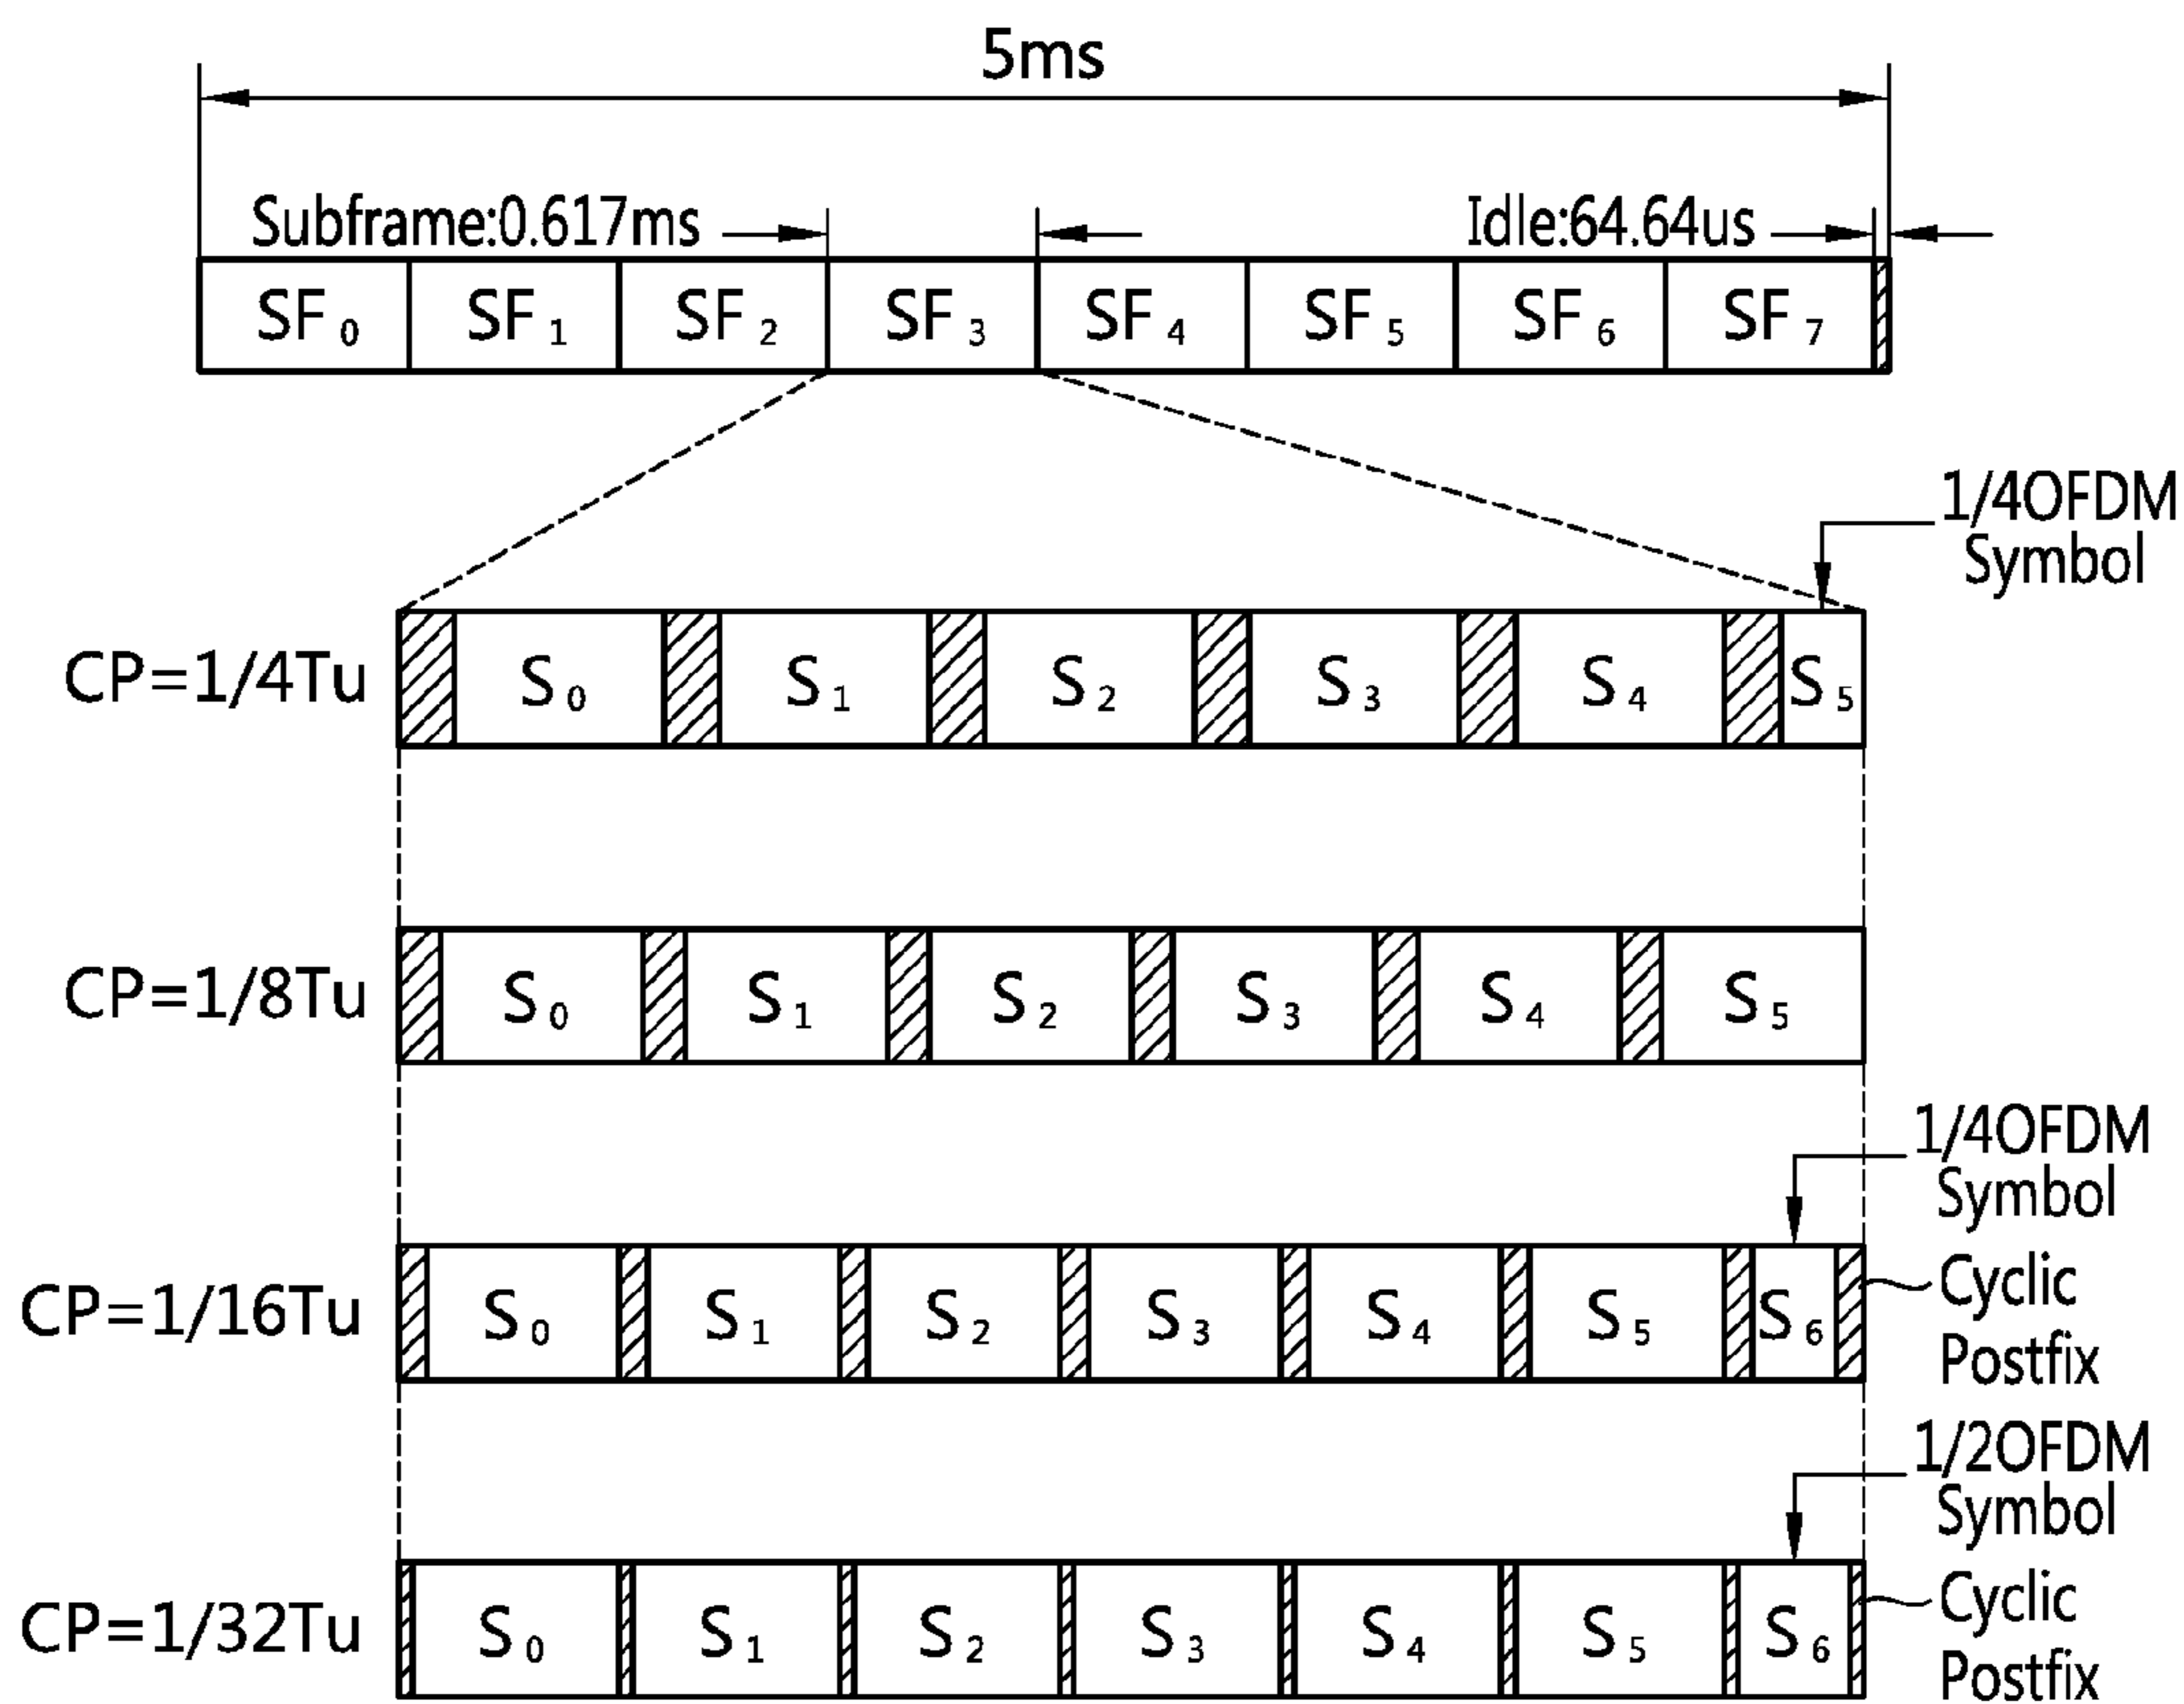 5ms
Subframe:0.617ms
Idle:64.64us
SF0 SF1 SF2 SF3 SF4 SF5 SF6 SF7
1/4OFDM
Symbol
CP=1/4Tu
S0 S1 S2 S3 S4 S5
CP=1/8Tu
S0 S1 S2 S3 S4 S5
1/4OFDM
Symbol
CP=1/16Tu
S0 S1 S2 S3 S4 S5 S6
Cyclic
Postfix
1/2OFDM
Symbol
CP=1/32Tu
S0 S1 S2 S3 S4 S5 S6
Cyclic
Postfix